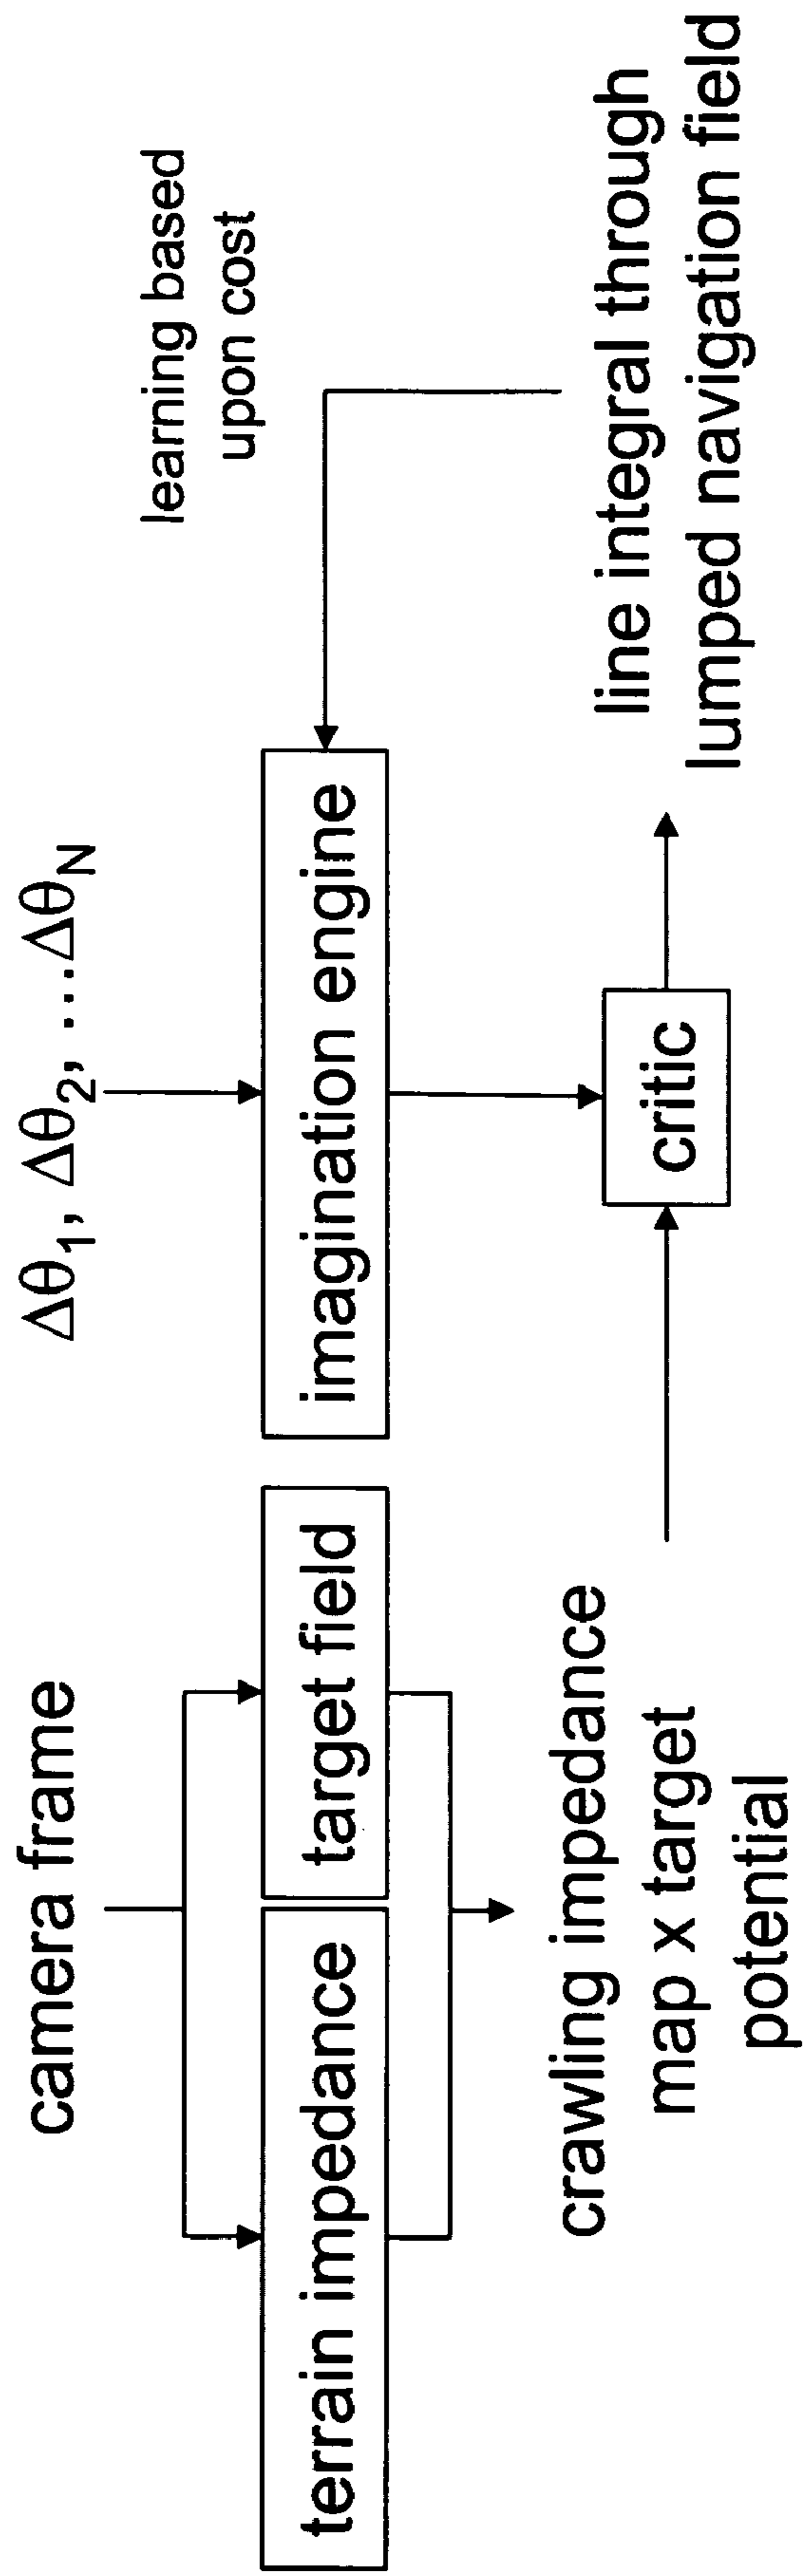 camera frame
Δθ₁, Δθ₂, ...Δθ_N
learning based
upon cost
terrain impedance
target field
imagination engine
crawling impedance
map x target
potential
critic
line integral through
lumped navigation field